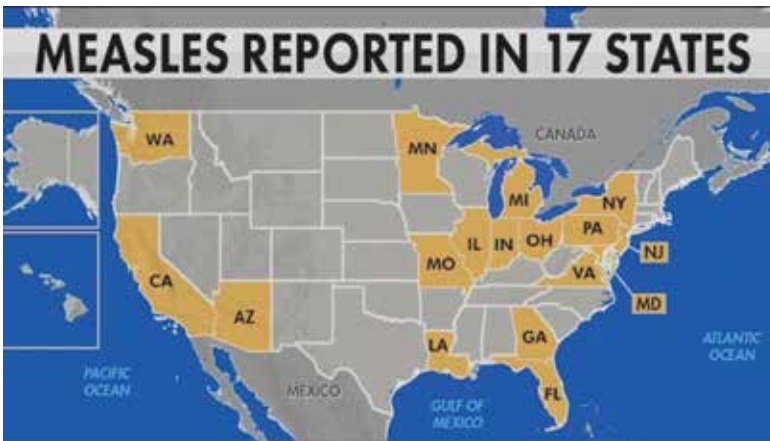 MEASLES REPORTED IN 17 STATES
CANADA
WA
MN
MI
NY
PA
IL
IN
OH
NJ
MO
VA
CA
MD
AZ
LA
GA
FL
PACIFIC
OCEAN
MEXICO
GULF OF
MEXICO
ATLANTIC
OCEAN